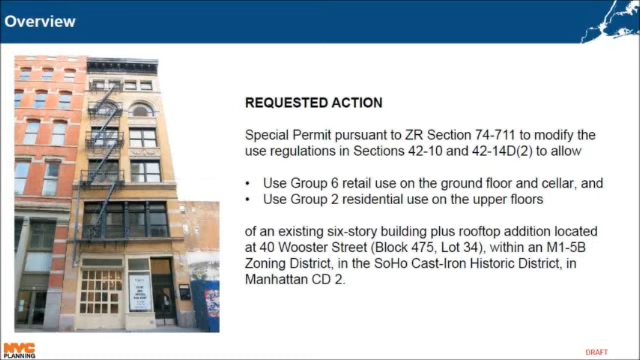 Overview
REQUESTED ACTION
Special Permit pursuant to ZR Section 74-711 to modify the
use regulations in Sections 42-10 and 42-14D(2) to allow
• Use Group 6 retail use on the ground floor and cellar, and
• Use Group 2 residential use on the upper floors
of an existing six-story building plus rooftop addition located
at 40 Wooster Street (Block 475, Lot 34), within an M1-5B
Zoning District, in the SoHo Cast-Iron Historic District, in
Manhattan CD 2.
NYC
PLANNING
DRAFT